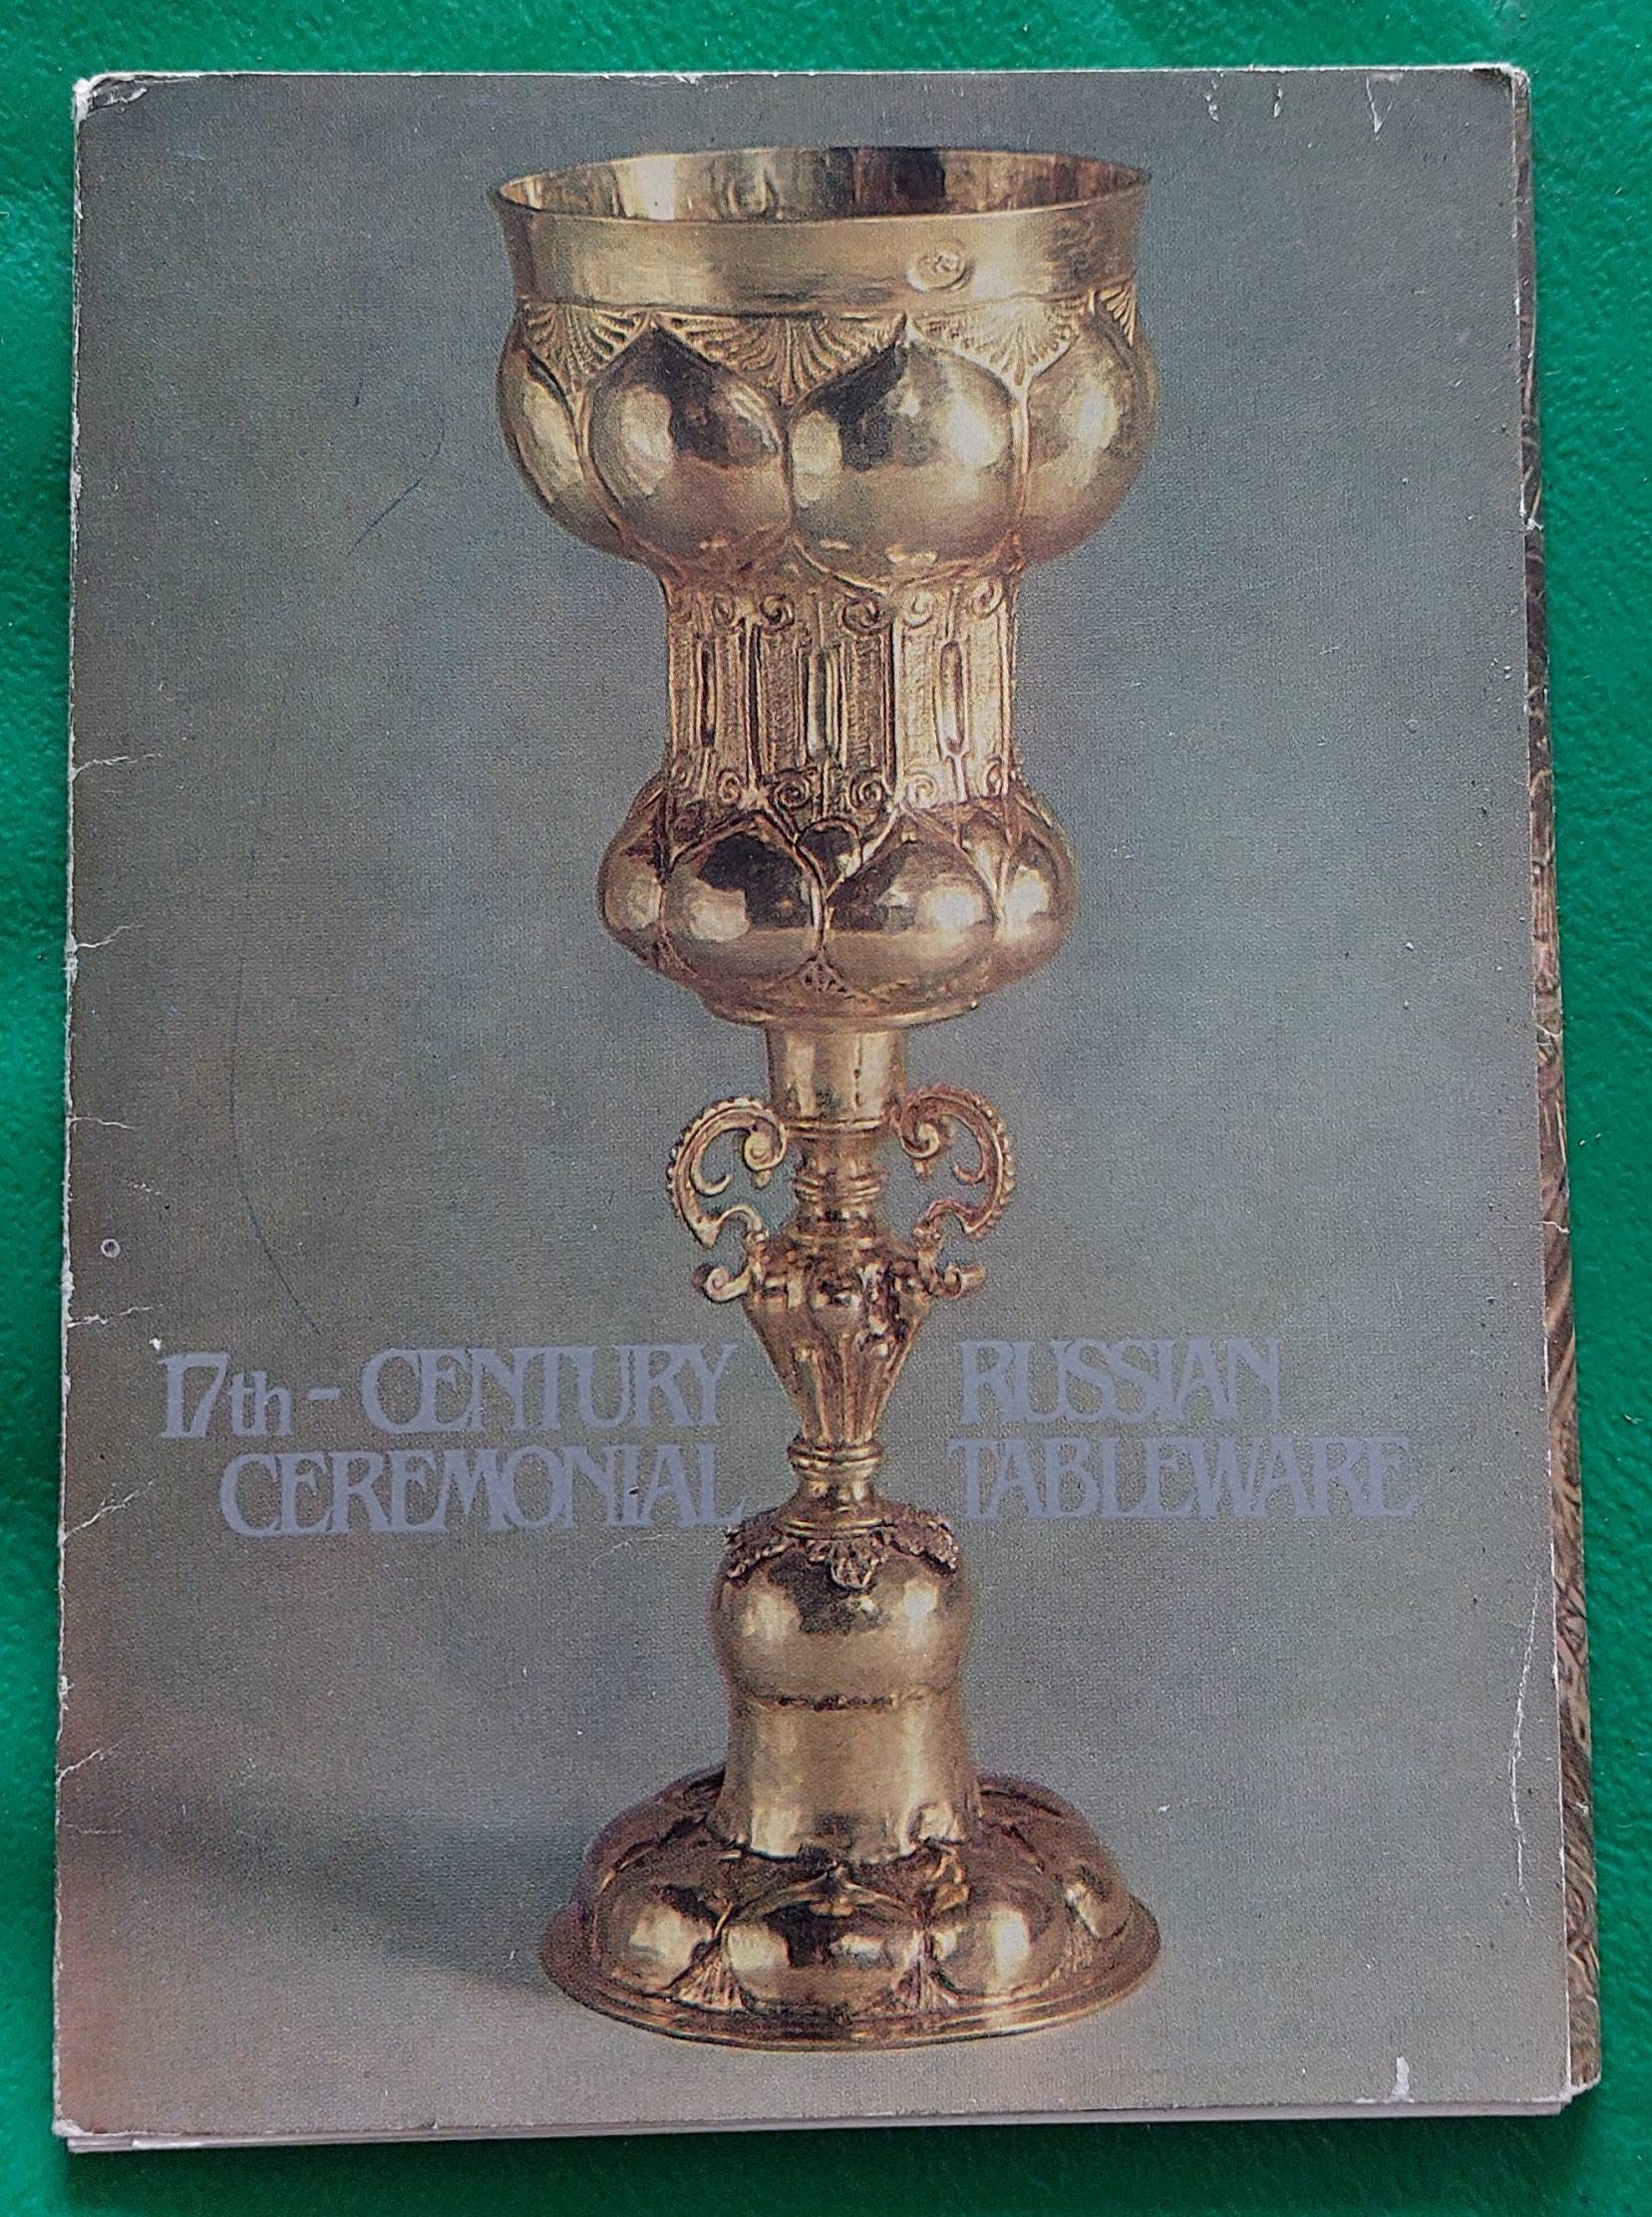 17th-CENTURY RUSSIAN
CEREMONIAL TABLEWARE